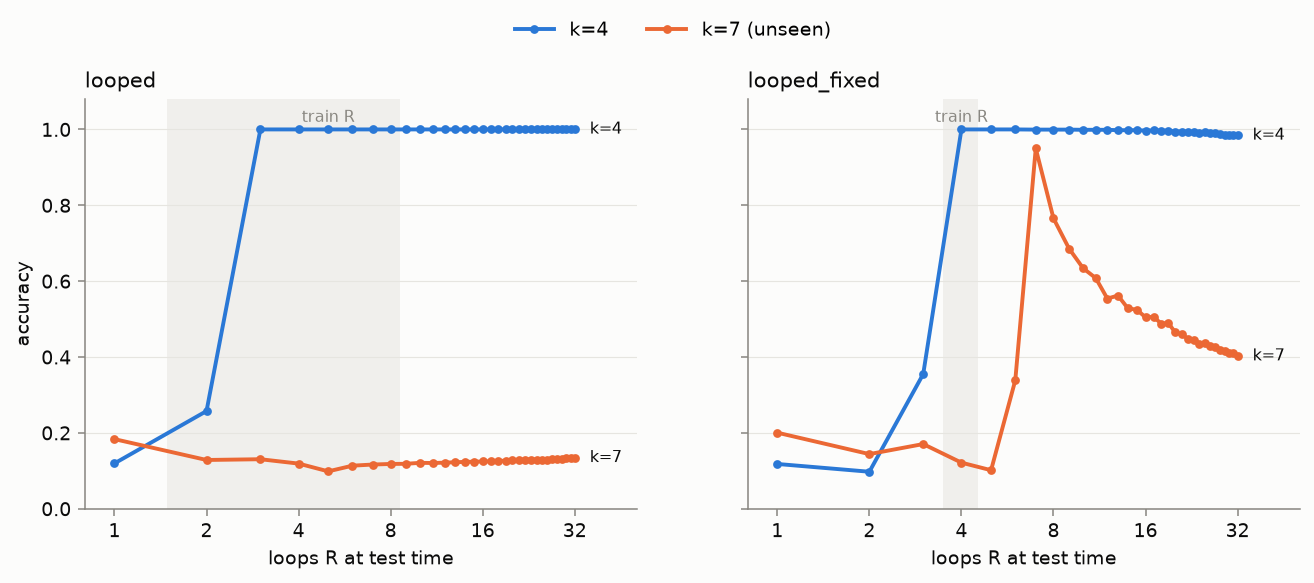 k=4 k=7 (unseen)
looped
train R
k=4
k=7
accuracy
1.0
0.8
0.6
0.4
0.2
0.0
1 2 4 8 16 32
loops R at test time
looped_fixed
train R
k=4
k=7
1 2 4 8 16 32
loops R at test time